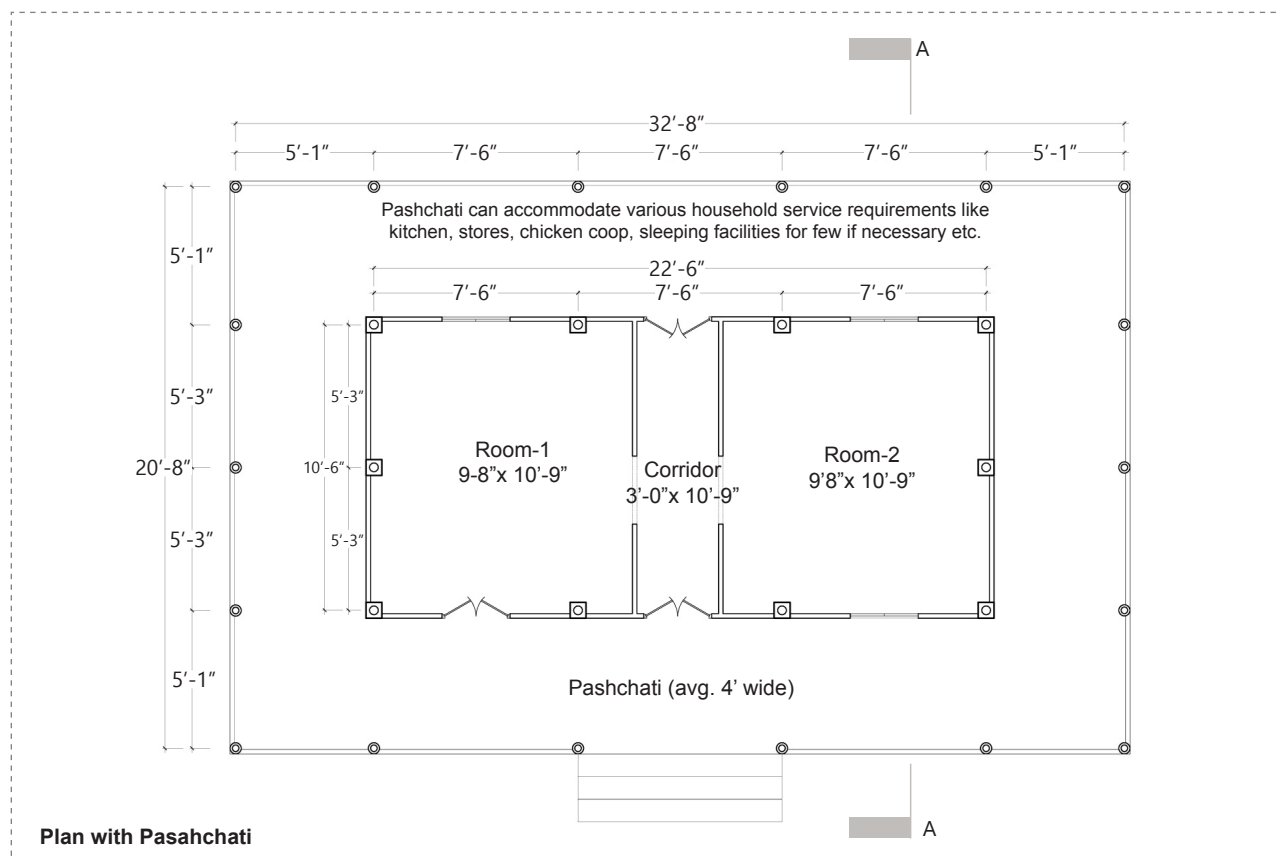 A
32’-8”
5’-1” 7’-6” 7’-6” 7’-6” 5’-1”
Pashchati can accommodate various household service requirements like
kitchen, stores, chicken coop, sleeping facilities for few if necessary etc.
5’-1”
22’-6”
7’-6” 7’-6” 7’-6”
5’-3”
5’-3”
Room-1
9-8”x 10’-9”
Corridor
3’-0”x 10’-9”
Room-2
9’8”x 10’-9”
20’-8”
10’-6”
5’-3”
5’-3”
5’-1”
Pashchati (avg. 4’ wide)
A
Plan with Pasahchati